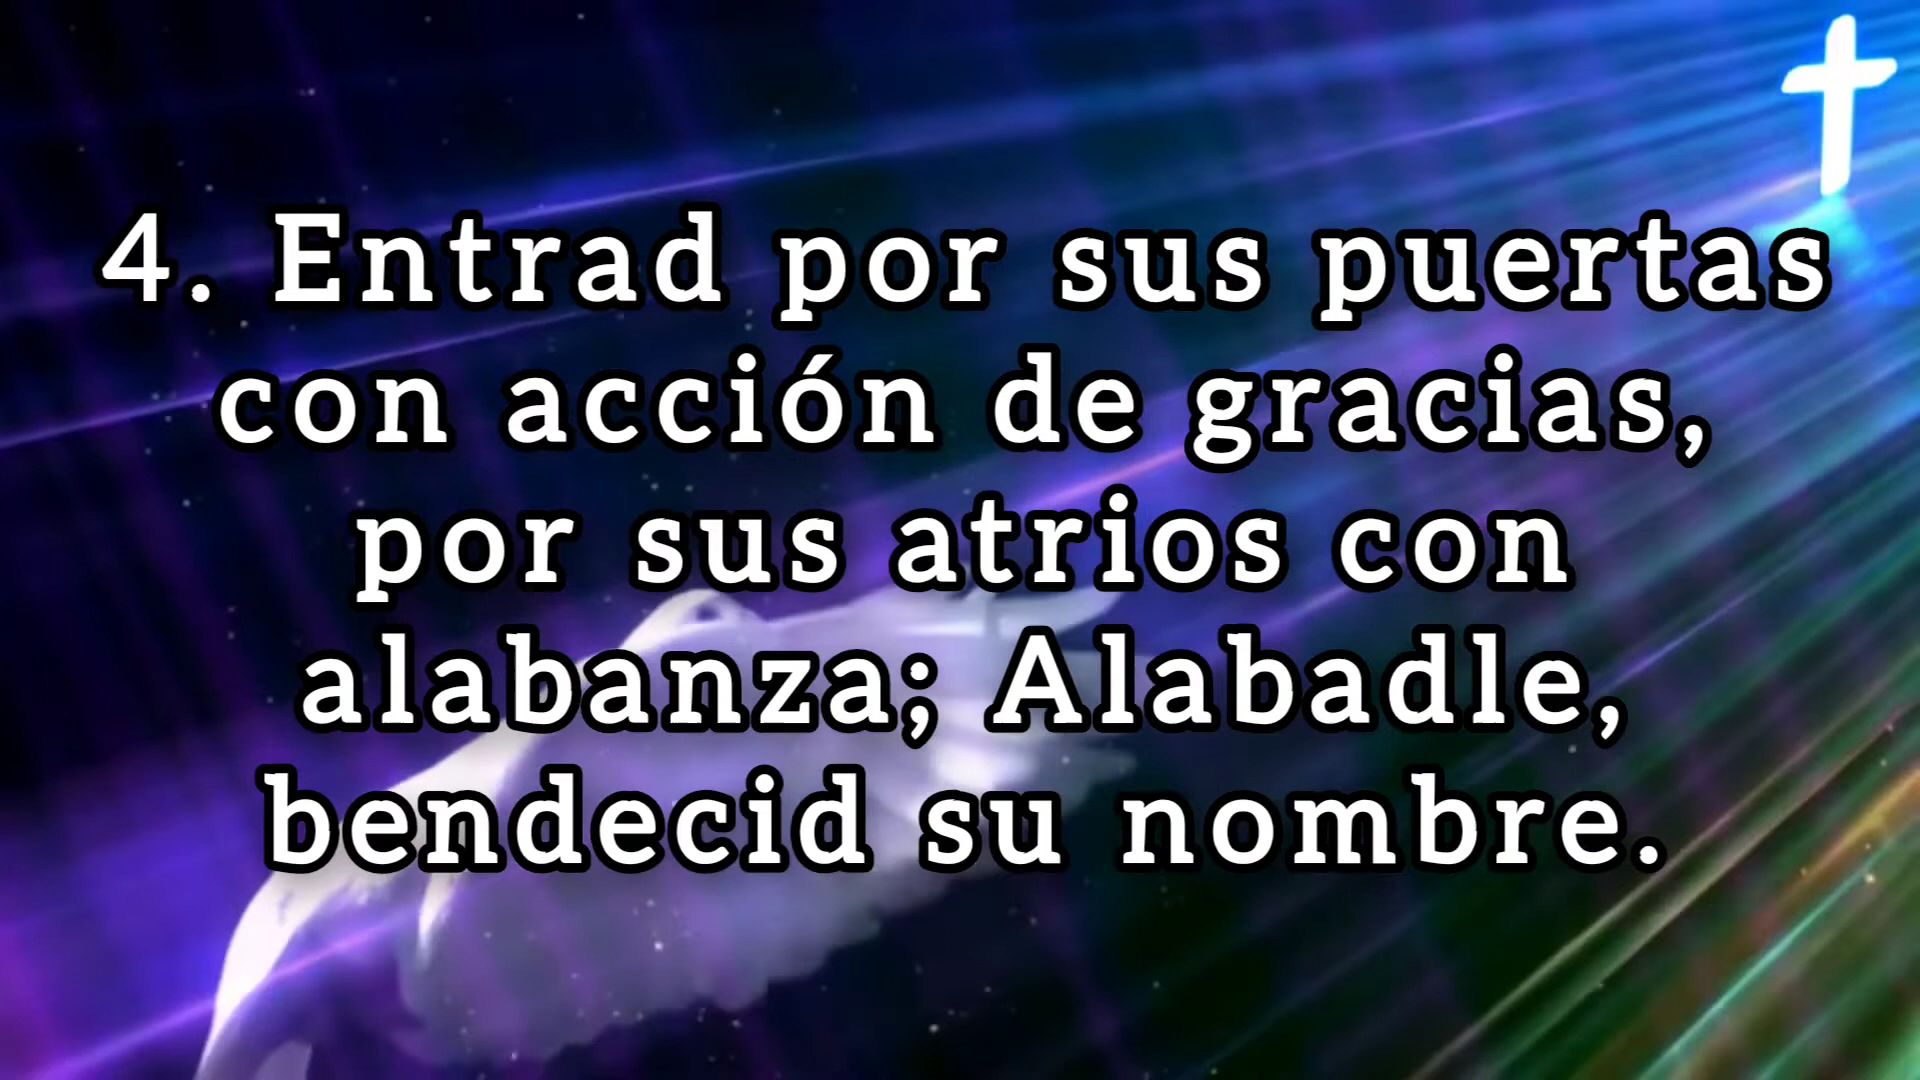 4. Entrad por sus puertas
con acción de gracias,
por sus atrios con
alabanza; Alabadle,
bendecid su nombre.